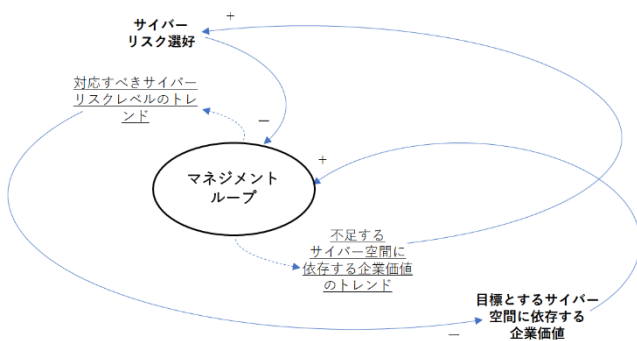 サイバー
リスク選好
+
対応すべきサイバー
リスクレベルのトレ
ンド
—
+
マネジメント
ループ
不足する
サイバー空間に
依存する企業価値
のトレンド
目標とするサイバー
空間に依存する
企業価値
—